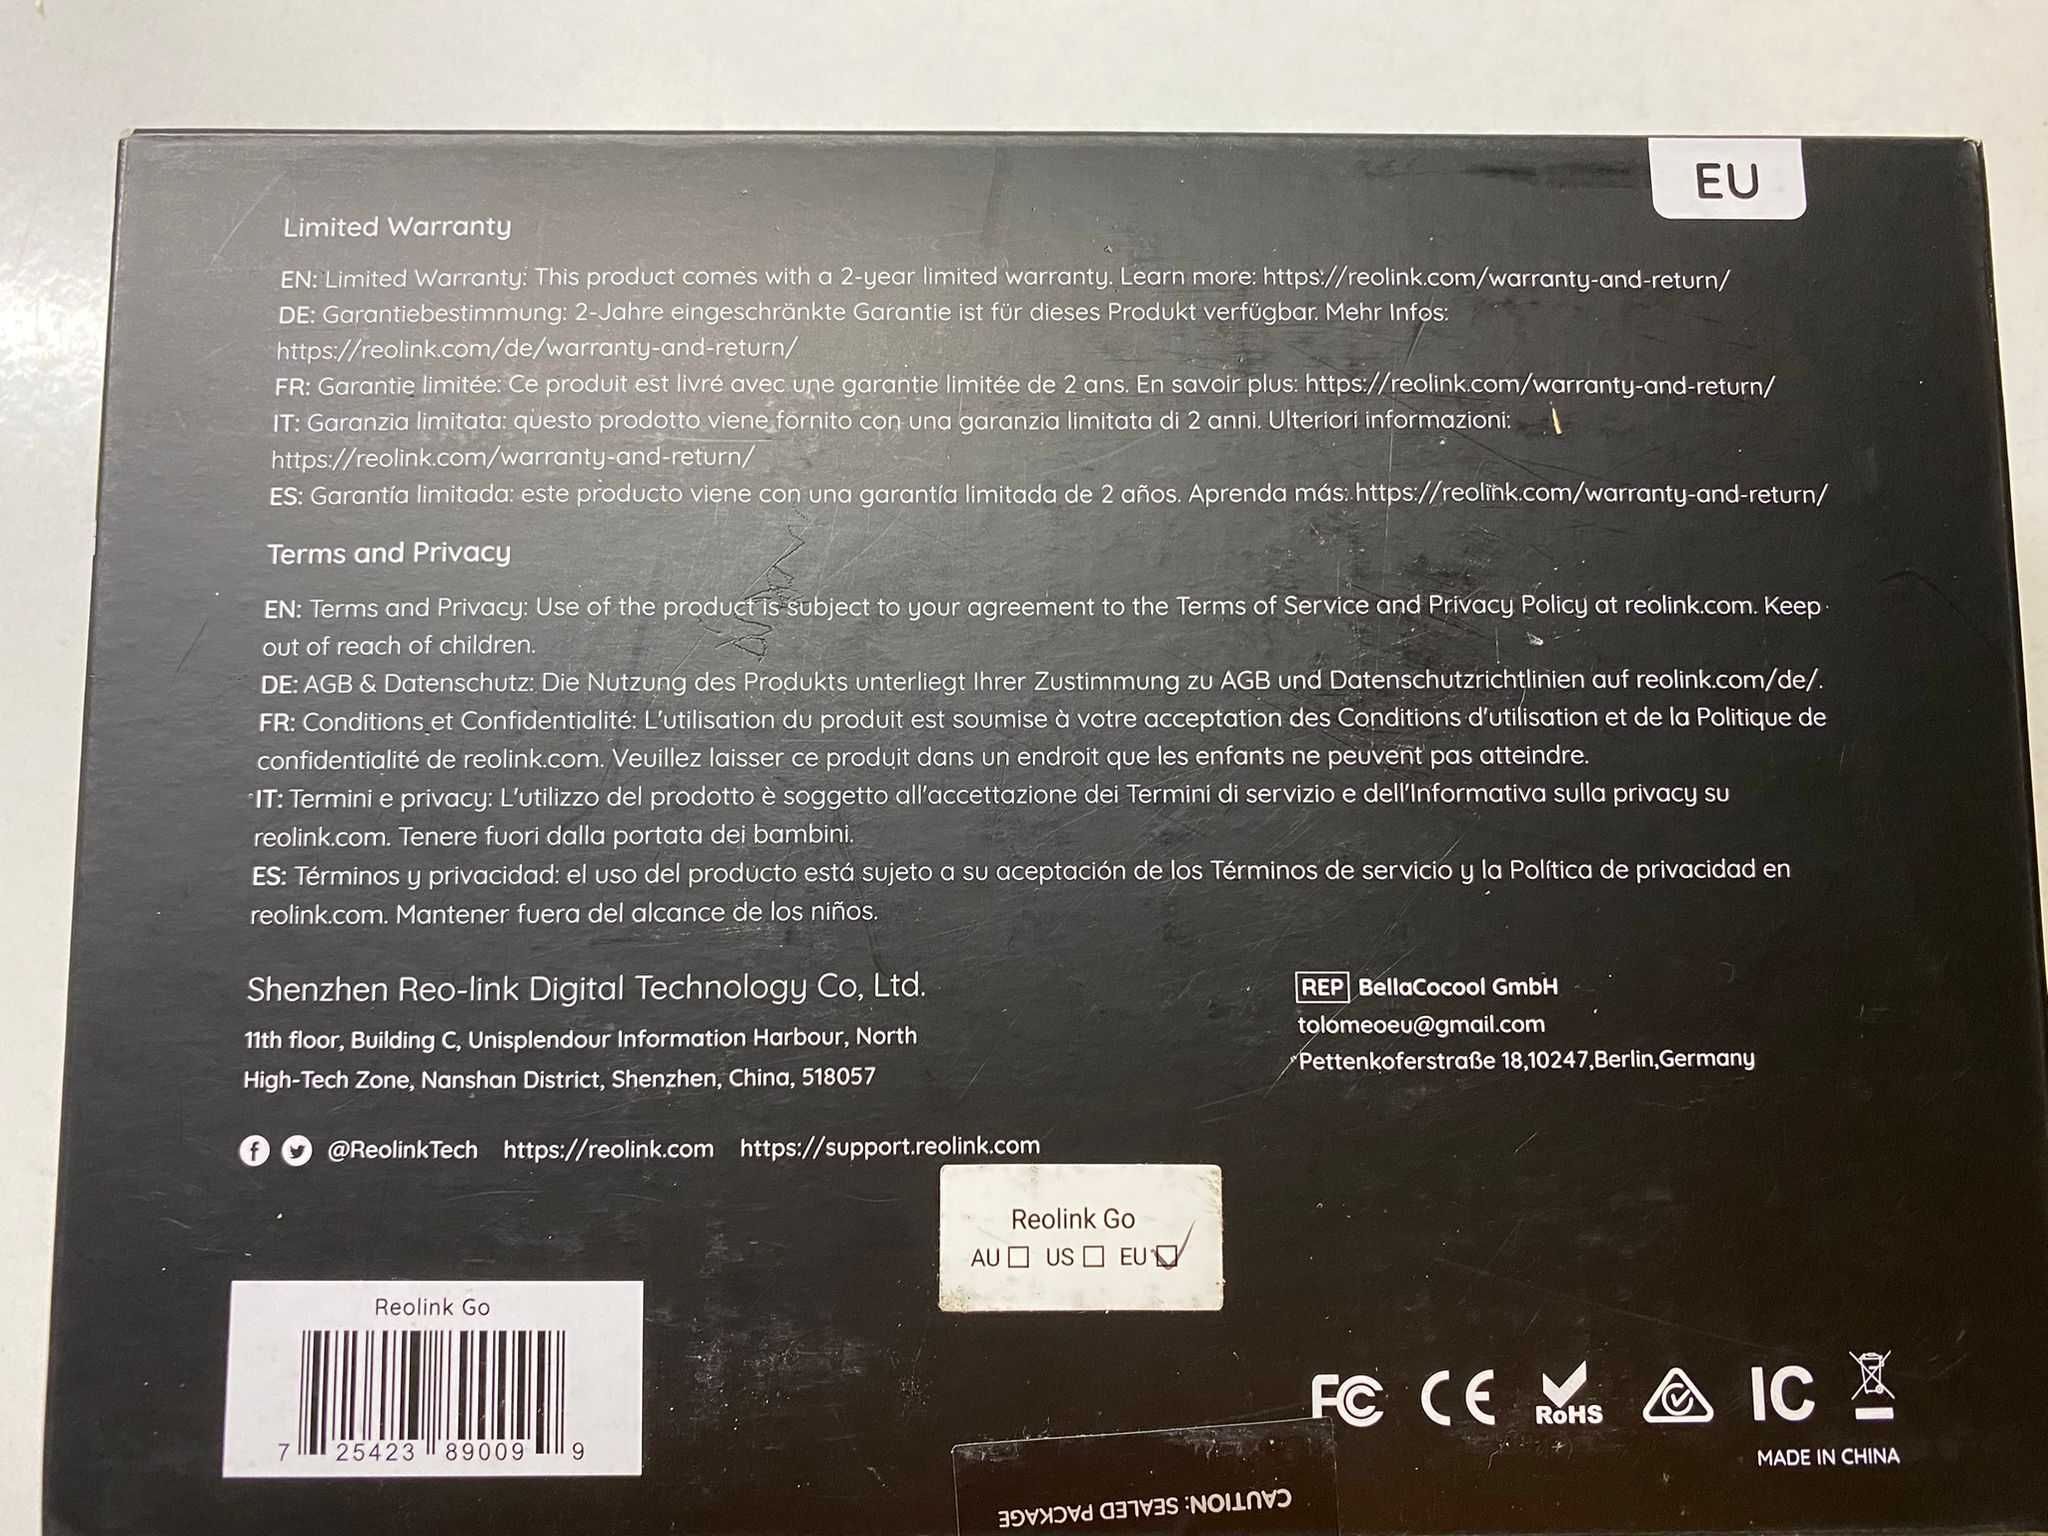 EU
Limited Warranty
EN: Limited Warranty: This product comes with a 2-year limited warranty. Learn more: https://reolink.com/warranty-and-return/
DE: Garantiebestimmung: 2-Jahre eingeschränkte Garantie ist für dieses Produkt verfügbar. Mehr Infos:
https://reolink.com/de/warranty-and-return/
FR: Garantie limitée: Ce produit est livré avec une garantie limitée de 2 ans. En savoir plus: https://reolink.com/warranty-and-return/
IT: Garanzia limitata: questo prodotto viene fornito con una garanzia limitata di 2 anni. Ulteriori informazioni:
https://reolink.com/warranty-and-return/
ES: Garantía limitada: este producto viene con una garantía limitada de 2 años. Aprenda más: https://reolink.com/warranty-and-return/
Terms and Privacy
EN: Terms and Privacy: Use of the product is subject to your agreement to the Terms of Service and Privacy Policy at reolink.com. Keep
out of reach of children.
DE: AGB & Datenschutz: Die Nutzung des Produkts unterliegt Ihrer Zustimmung zu AGB und Datenschutzrichtlinien auf reolink.com/de/.
FR: Conditions et Confidentialité: L'utilisation du produit est soumise à votre acceptation des Conditions d'utilisation et de la Politique de
confidentialité de reolink.com. Veuillez laisser ce produit dans un endroit que les enfants ne peuvent pas atteindre.
IT: Termini e privacy: L'utilizzo del prodotto è soggetto all'accettazione dei Termini di servizio e dell'Informativa sulla privacy su
reolink.com. Tenere fuori dalla portata dei bambini.
ES: Términos y privacidad: el uso del producto está sujeto a su aceptación de los Términos de servicio y la Política de privacidad en
reolink.com. Mantener fuera del alcance de los niños.
Shenzhen Reo-link Digital Technology Co, Ltd.
11th floor, Building C, Unisplendour Information Harbour, North
High-Tech Zone, Nanshan District, Shenzhen, China, 518057
REP BellaCocool GmbH
tolomeoeu@gmail.com
Pettenkoferstraße 18,10247,Berlin,Germany
@ReolinkTech https://reolink.com https://support.reolink.com
Reolink Go
AU US EU
Reolink Go
7 25423 89009 9
FC CE RoHS IC
MADE IN CHINA
CAUTION: SEALED PACKAGE